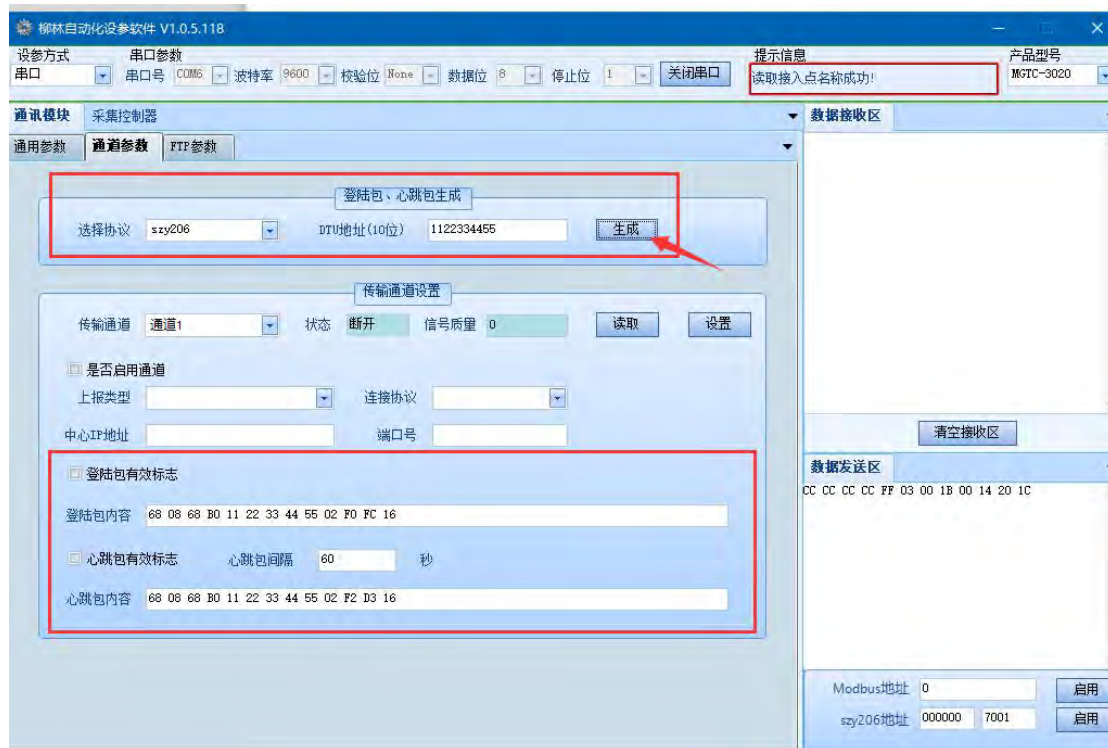 柳林自动化设参软件 V1.0.5.118
设参方式 串口参数 提示信息 产品型号
串口 串口号 COM6 波特率 9600 校验位 None 数据位 8 停止位 1 关闭串口 读取接入点名称成功! MGTC-3020
通讯模块 采集控制器 数据接收区
通用参数 通道参数 FTP参数
登陆包、心跳包生成
选择协议 szy206 DTU地址(10位) 1122334455 生成
传输通道设置
传输通道 通道1 状态 断开 信号质量 0 读取 设置
是否启用通道
上报类型 连接协议
中心IP地址 端口号 清空接收区
登陆包有效标志 数据发送区
CC CC CC CC FF 03 00 1B 00 14 20 1C
登陆包内容 68 08 68 B0 11 22 33 44 55 02 F0 FC 16
心跳包有效标志 心跳包间隔 60 秒
心跳包内容 68 08 68 B0 11 22 33 44 55 02 F2 D3 16
Modbus地址 0 启用
szy206地址 000000 7001 启用